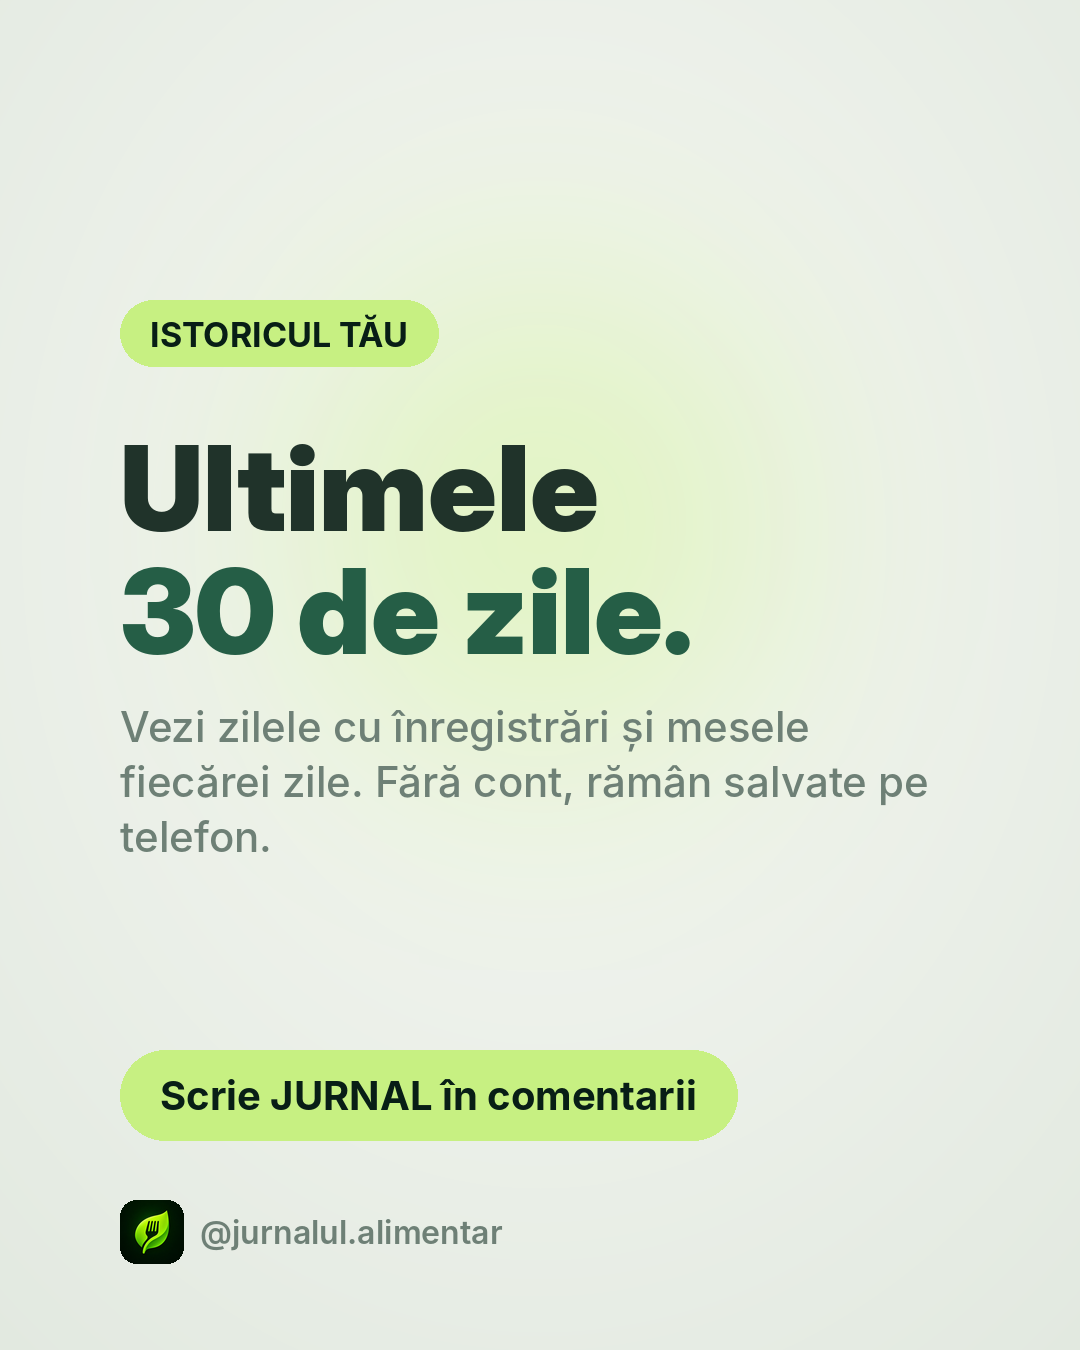 ISTORICUL TĂU
Ultimele
30 de zile.
Vezi zilele cu înregistrări și mesele
fiecărei zile. Fără cont, rămân salvate pe
telefon.
Scrie JURNAL în comentarii
@jurnalul.alimentar